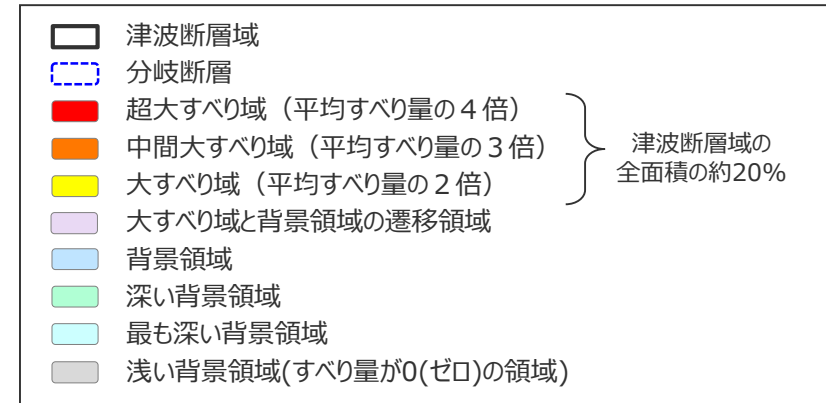 津波断層域
分岐断層
超大すべり域（平均すべり量の４倍）
中間大すべり域（平均すべり量の３倍）
大すべり域（平均すべり量の２倍）
津波断層域の
全面積の約20%
大すべり域と背景領域の遷移領域
背景領域
深い背景領域
最も深い背景領域
浅い背景領域(すべり量が0(ゼロ)の領域)